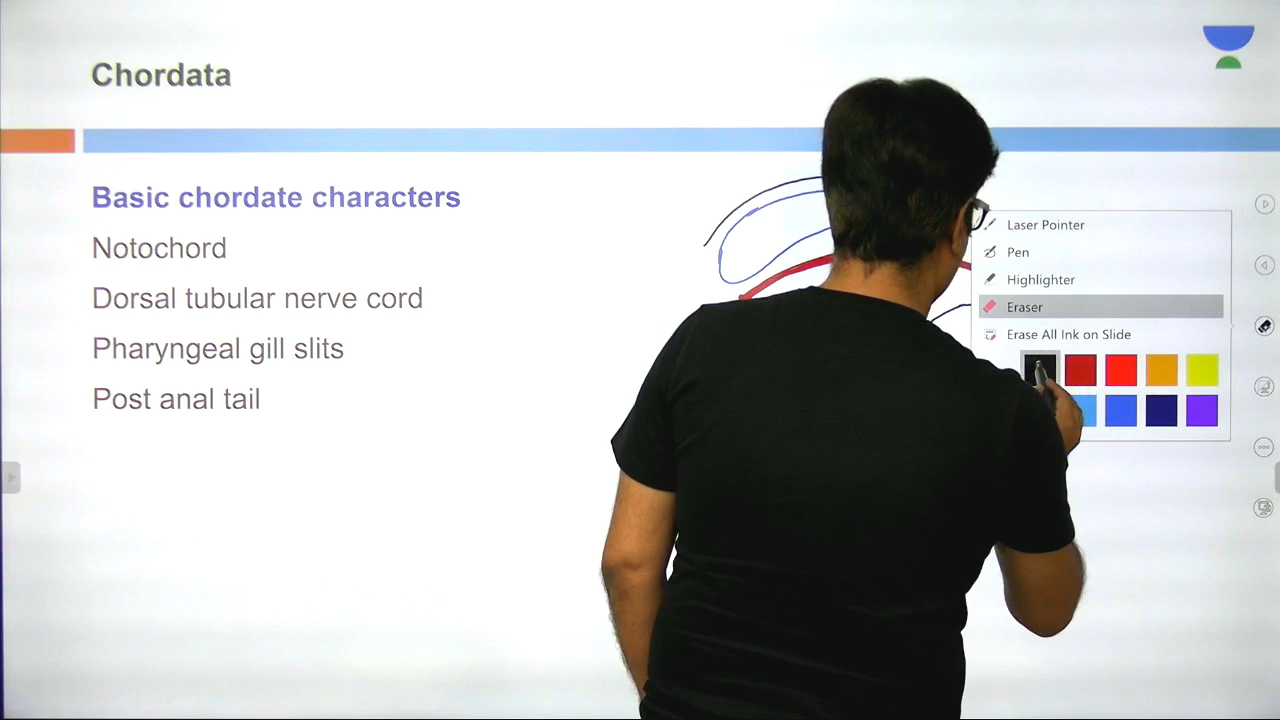 Chordata
Basic chordate characters
Notochord
Dorsal tubular nerve cord
Pharyngeal gill slits
Post anal tail
Laser Pointer
Pen
Highlighter
Eraser
Erase All Ink on Slide